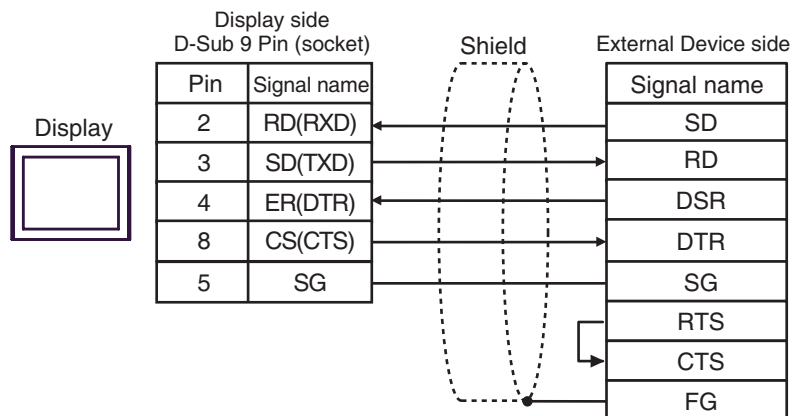 Display side
D-Sub 9 Pin (socket)
Shield
External Device side
Display
Pin Signal name
2 RD(RXD)
3 SD(TXD)
4 ER(DTR)
8 CS(CTS)
5 SG
Signal name
SD
RD
DSR
DTR
SG
RTS
CTS
FG